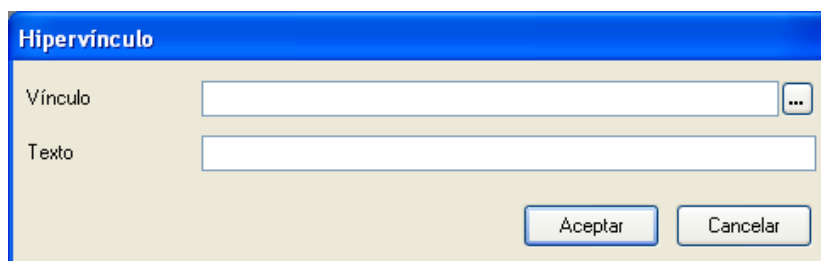 Hipervínculo
Vínculo
...
Texto
Aceptar Cancelar